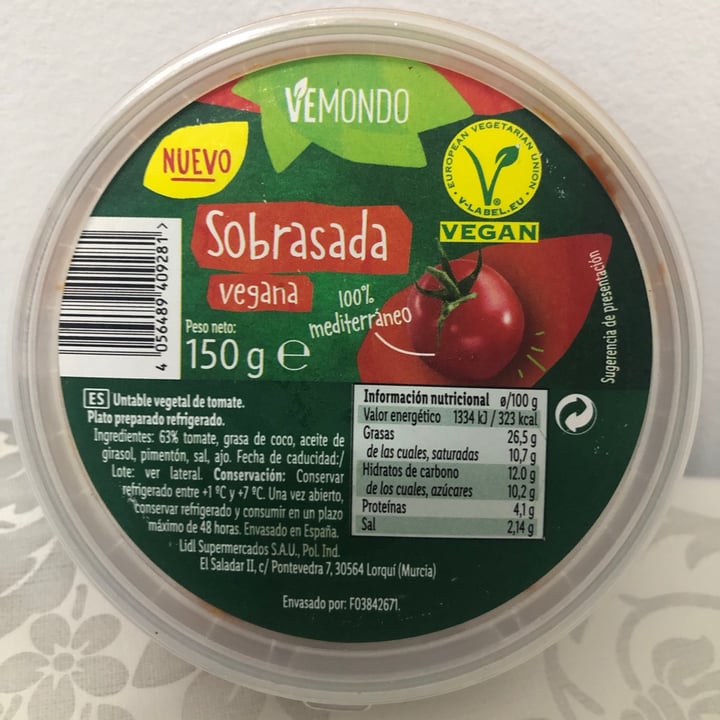 VEMONDO
NUEVO
EUROPEAN VEGETARIAN UNION
V-LABEL.EU
VEGAN
Sobrasada
vegana
100%
mediterráneo
Peso neto:
150 g e
4 056489 409281 >
Sugerencia de presentación
ES Untable vegetal de tomate.
Plato preparado refrigerado.
Ingredientes: 63% tomate, grasa de coco, aceite de
girasol, pimentón, sal, ajo. Fecha de caducidad:/
Lote: ver lateral. Conservación: Conservar
refrigerado entre +1 ºC y +7 ºC. Una vez abierto,
conservar refrigerado y consumir en un plazo
máximo de 48 horas. Envasado en España.
Lidl Supermercados S.A.U., Pol. Ind.
El Saladar II, c/ Pontevedra 7, 30564 Lorquí (Murcia)
Envasado por: F03842671.
Información nutricional ø/100 g
Valor energético 1334 kJ / 323 kcal
Grasas 26,5 g
de las cuales, saturadas 10,7 g
Hidratos de carbono 12.0 g
de los cuales, azúcares 10,2 g
Proteínas 4,1 g
Sal 2,14 g